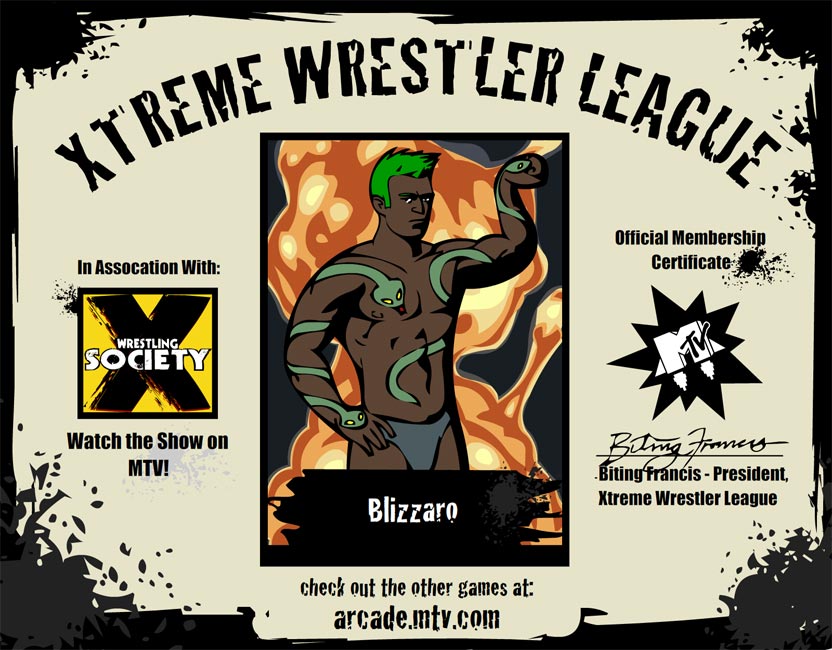 XTREME WRESTLER LEAGUE
In Assocation With:
WRESTLING
SOCIETY
X
Watch the Show on
MTV!
Blizzaro
Official Membership
Certificate
MTV
Biting Francis
Biting Francis - President,
Xtreme Wrestler League
check out the other games at:
arcade.mtv.com